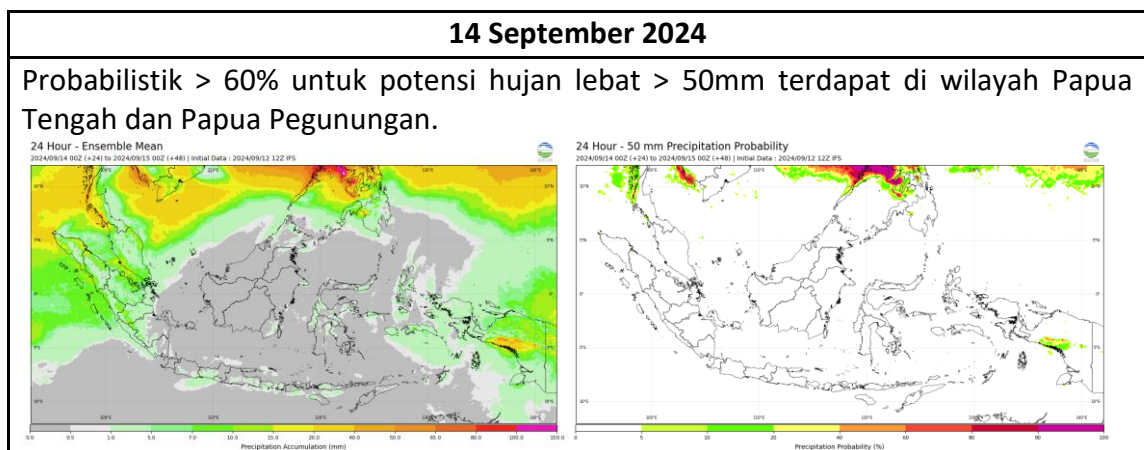 14 September 2024
Probabilistik > 60% untuk potensi hujan lebat > 50mm terdapat di wilayah Papua
Tengah dan Papua Pegunungan.
24 Hour - Ensemble Mean
2024/09/14 00Z (+24) to 2024/09/15 00Z (+48) | Initial Data : 2024/09/12 12Z IFS
0.0 0.5 1.0 5.0 7.0 10.0 15.0 20.0 40.0 50.0 65.0 80.0 100.0 150.0
Precipitation Accumulation (mm)
24 Hour - 50 mm Precipitation Probability
2024/09/14 00Z (+24) to 2024/09/15 00Z (+48) | Initial Data : 2024/09/12 12Z IFS
0 5 10 20 40 60 80 90 100
Precipitation Probability (%)